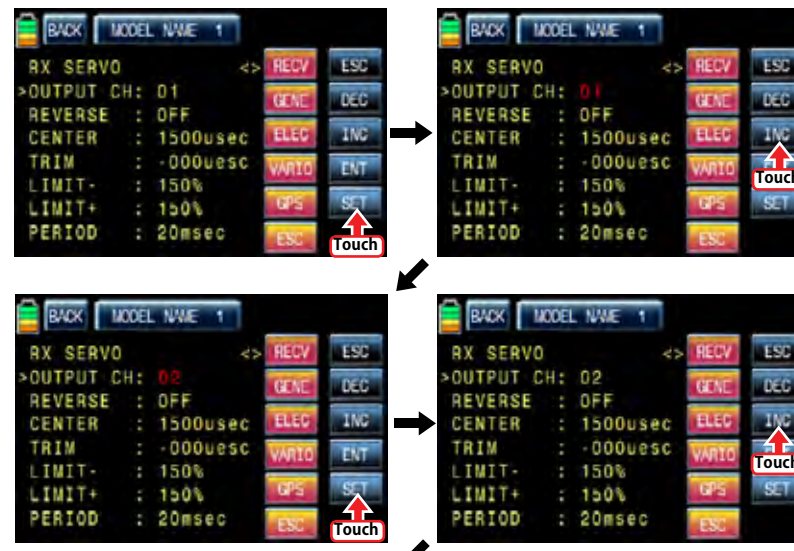 BACK MODEL NAME 1
RX SERVO <> RECV ESC
>OUTPUT CH: 01 GENE DEC
REVERSE : OFF
CENTER : 1500usec ELEC INC
TRIM : -000uesc VARIO ENT
LIMIT- : 150%
LIMIT+ : 150% GPS SET
PERIOD : 20msec ESC Touch
BACK MODEL NAME 1
RX SERVO <> RECV ESC
>OUTPUT CH: 01 GENE DEC
REVERSE : OFF
CENTER : 1500usec ELEC INC
TRIM : -000uesc VARIO
LIMIT- : 150% Touch
LIMIT+ : 150% GPS SET
PERIOD : 20msec ESC
BACK MODEL NAME 1
RX SERVO <> RECV ESC
>OUTPUT CH: 02 GENE DEC
REVERSE : OFF
CENTER : 1500usec ELEC INC
TRIM : -000uesc VARIO ENT
LIMIT- : 150%
LIMIT+ : 150% GPS SET
PERIOD : 20msec ESC Touch
BACK MODEL NAME 1
RX SERVO <> RECV ESC
>OUTPUT CH: 02 GENE DEC
REVERSE : OFF
CENTER : 1500usec ELEC INC
TRIM : -000uesc VARIO
LIMIT- : 150% Touch
LIMIT+ : 150% GPS SET
PERIOD : 20msec ESC